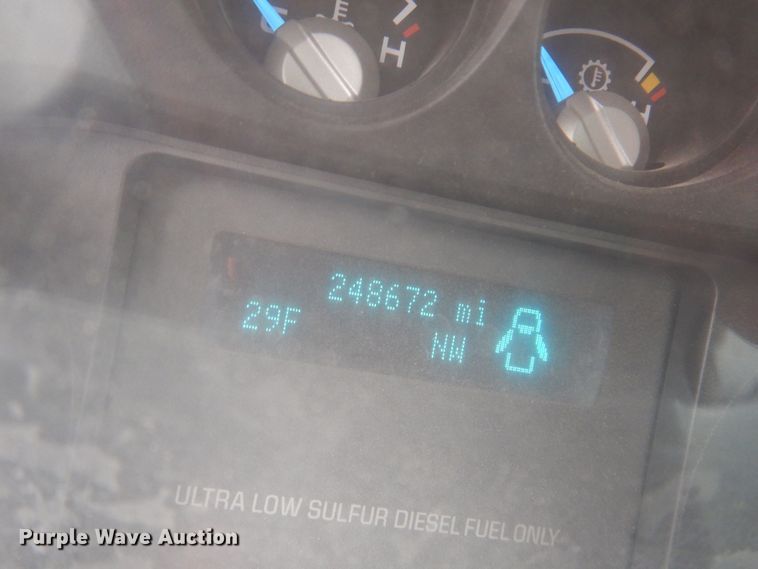 C H
H
248672 mi
29F NW
ULTRA LOW SULFUR DIESEL FUEL ONLY
Purple Wave Auction